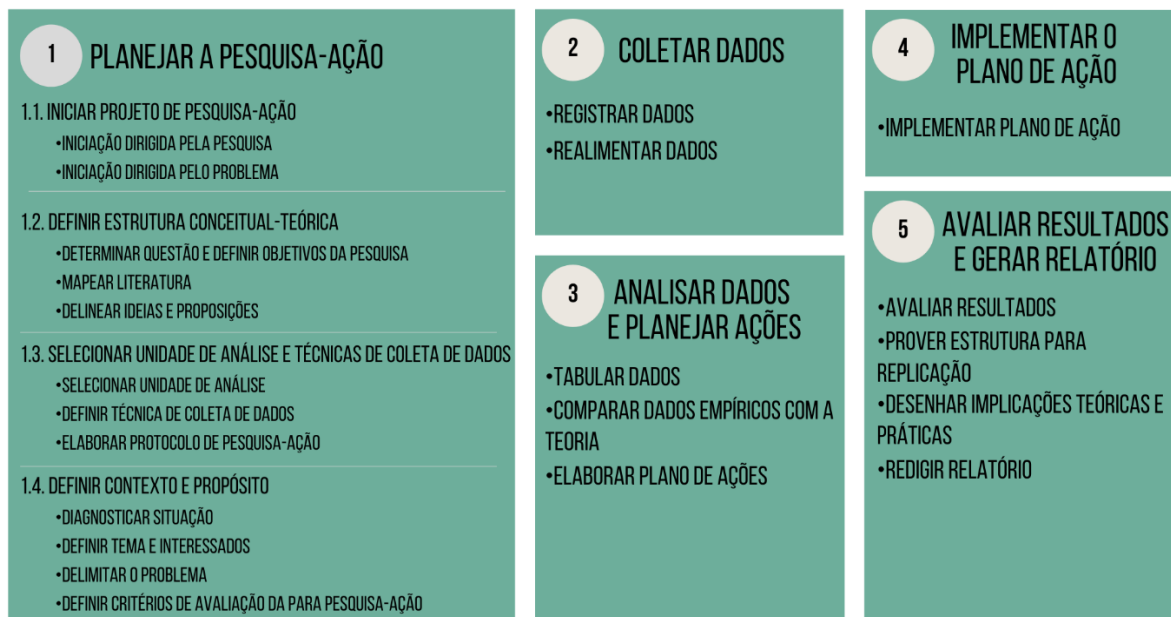 1
PLANEJAR A PESQUISA-AÇÃO
1.1. INICIAR PROJETO DE PESQUISA-AÇÃO
•INICIAÇÃO DIRIGIDA PELA PESQUISA
•INICIAÇÃO DIRIGIDA PELO PROBLEMA
1.2. DEFINIR ESTRUTURA CONCEITUAL-TEÓRICA
•DETERMINAR QUESTÃO E DEFINIR OBJETIVOS DA PESQUISA
•MAPEAR LITERATURA
•DELINEAR IDEIAS E PROPOSIÇÕES
1.3. SELECIONAR UNIDADE DE ANÁLISE E TÉCNICAS DE COLETA DE DADOS
•SELECIONAR UNIDADE DE ANÁLISE
•DEFINIR TÉCNICA DE COLETA DE DADOS
•ELABORAR PROTOCOLO DE PESQUISA-AÇÃO
1.4. DEFINIR CONTEXTO E PROPÓSITO
•DIAGNOSTICAR SITUAÇÃO
•DEFINIR TEMA E INTERESSADOS
•DELIMITAR O PROBLEMA
•DEFINIR CRITÉRIOS DE AVALIAÇÃO DA PARA PESQUISA-AÇÃO
2
COLETAR DADOS
•REGISTRAR DADOS
•REALIMENTAR DADOS
3
ANALISAR DADOS
E PLANEJAR AÇÕES
•TABULAR DADOS
•COMPARAR DADOS EMPÍRICOS COM A
TEORIA
•ELABORAR PLANO DE AÇÕES
4
IMPLEMENTAR O
PLANO DE AÇÃO
•IMPLEMENTAR PLANO DE AÇÃO
5
AVALIAR RESULTADOS
E GERAR RELATÓRIO
•AVALIAR RESULTADOS
•PROVER ESTRUTURA PARA
REPLICAÇÃO
•DESENHAR IMPLICAÇÕES TEÓRICAS E
PRÁTICAS
•REDIGIR RELATÓRIO